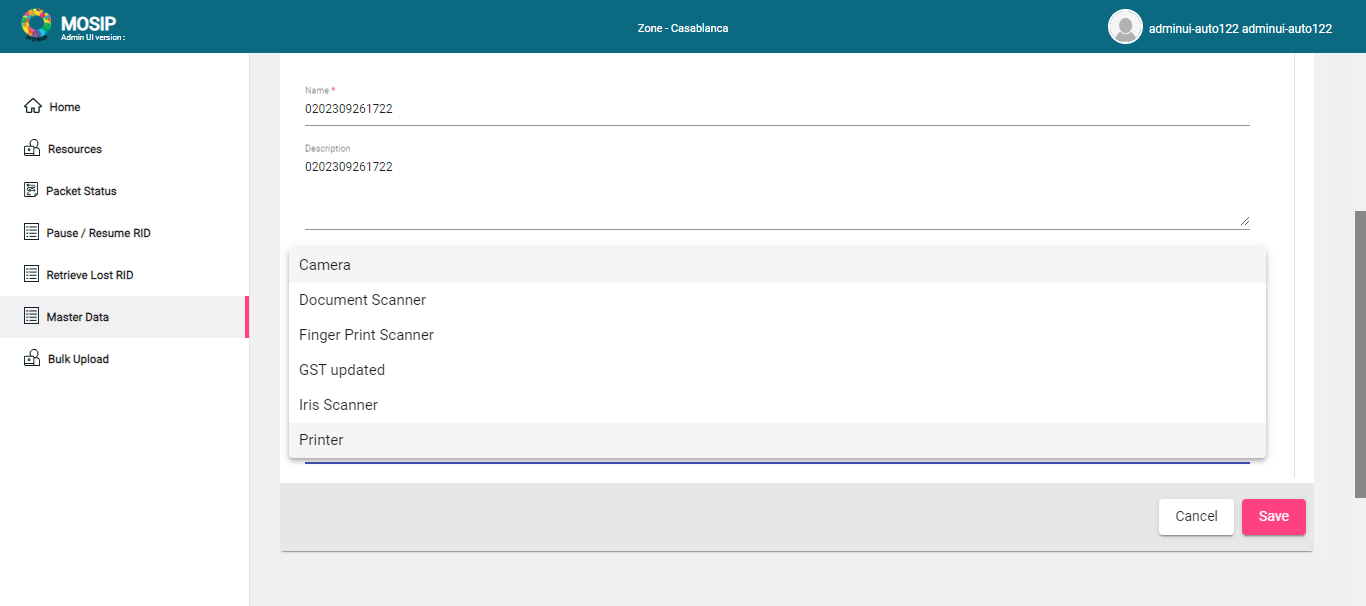 MOSIP
Admin UI version :
Zone - Casablanca
adminui-auto122 adminui-auto122
Home
Resources
Packet Status
Pause / Resume RID
Retrieve Lost RID
Master Data
Bulk Upload
Name *
0202309261722
Description
0202309261722
Camera
Document Scanner
Finger Print Scanner
GST updated
Iris Scanner
Printer
Cancel
Save